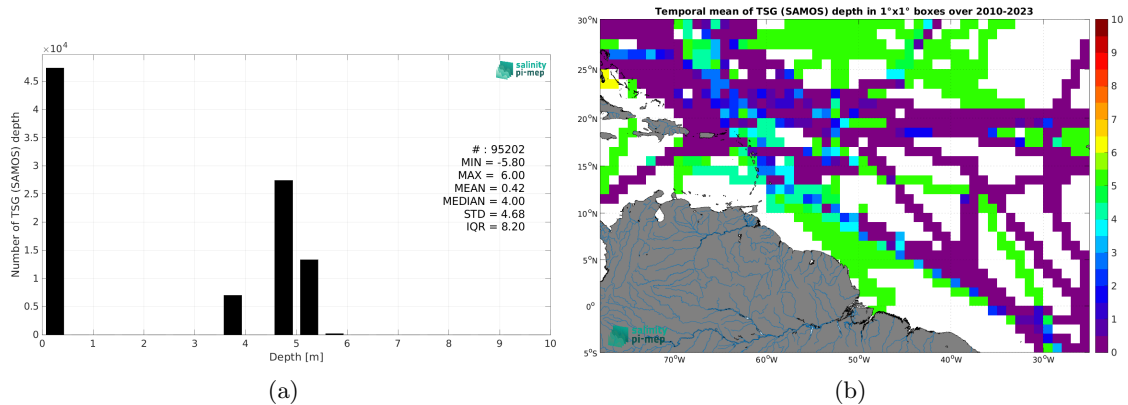 ×10⁴
4.5
4
3.5
3
2.5
2
1.5
1
0.5
0
Number of TSG (SAMOS) depth
0 1 2 3 4 5 6 7 8 9 10
Depth [m]
salinity
pi-mep
# : 95202
MIN = -5.80
MAX = 6.00
MEAN = 0.42
MEDIAN = 4.00
STD = 4.68
IQR = 8.20
(a)
Temporal mean of TSG (SAMOS) depth in 1°x1° boxes over 2010-2023
30°N
25°N
20°N
15°N
10°N
5°N
0°
5°S
70°W 60°W 50°W 40°W 30°W
salinity
pi-mep
10
9
8
7
6
5
4
3
2
1
0
(b)